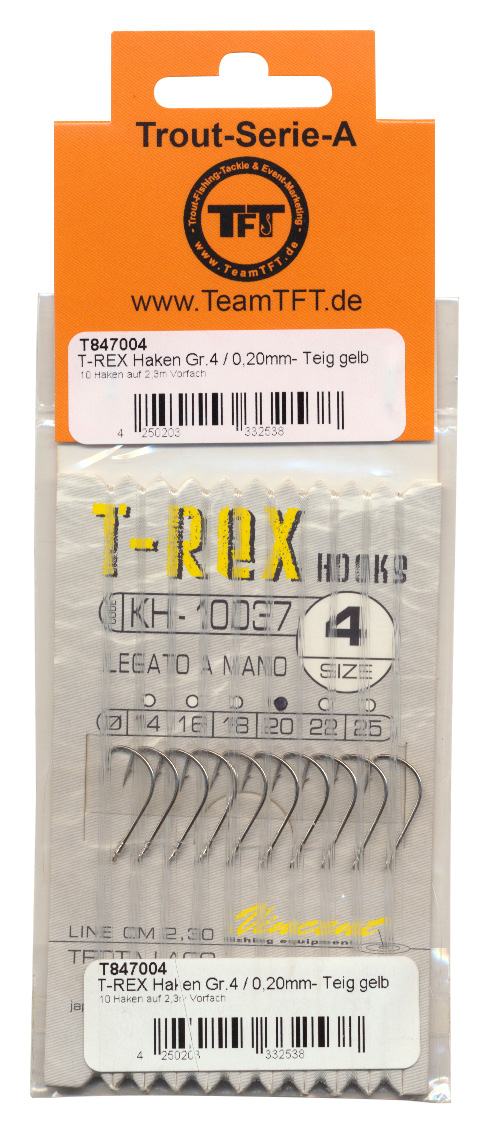 Trout-Serie-A
- Trout-Fishing-Tackle & Event-Marketing -
TFT
www.TeamTFT.de
www.TeamTFT.de
T847004
T-REX Haken Gr.4 / 0,20mm- Teig gelb
10 Haken auf 2,3m Vorfach
4 250203 332538
T-ReX HOOKS
CODE KH-10037
4
SIZE
LEGATO A MANO
Ø 14 16 18 20 22 25
LINE CM 2,30
Vincent
fishing equipment
T847004
T-REX Haken Gr.4 / 0,20mm- Teig gelb
10 Haken auf 2,3m Vorfach
4 250203 332538